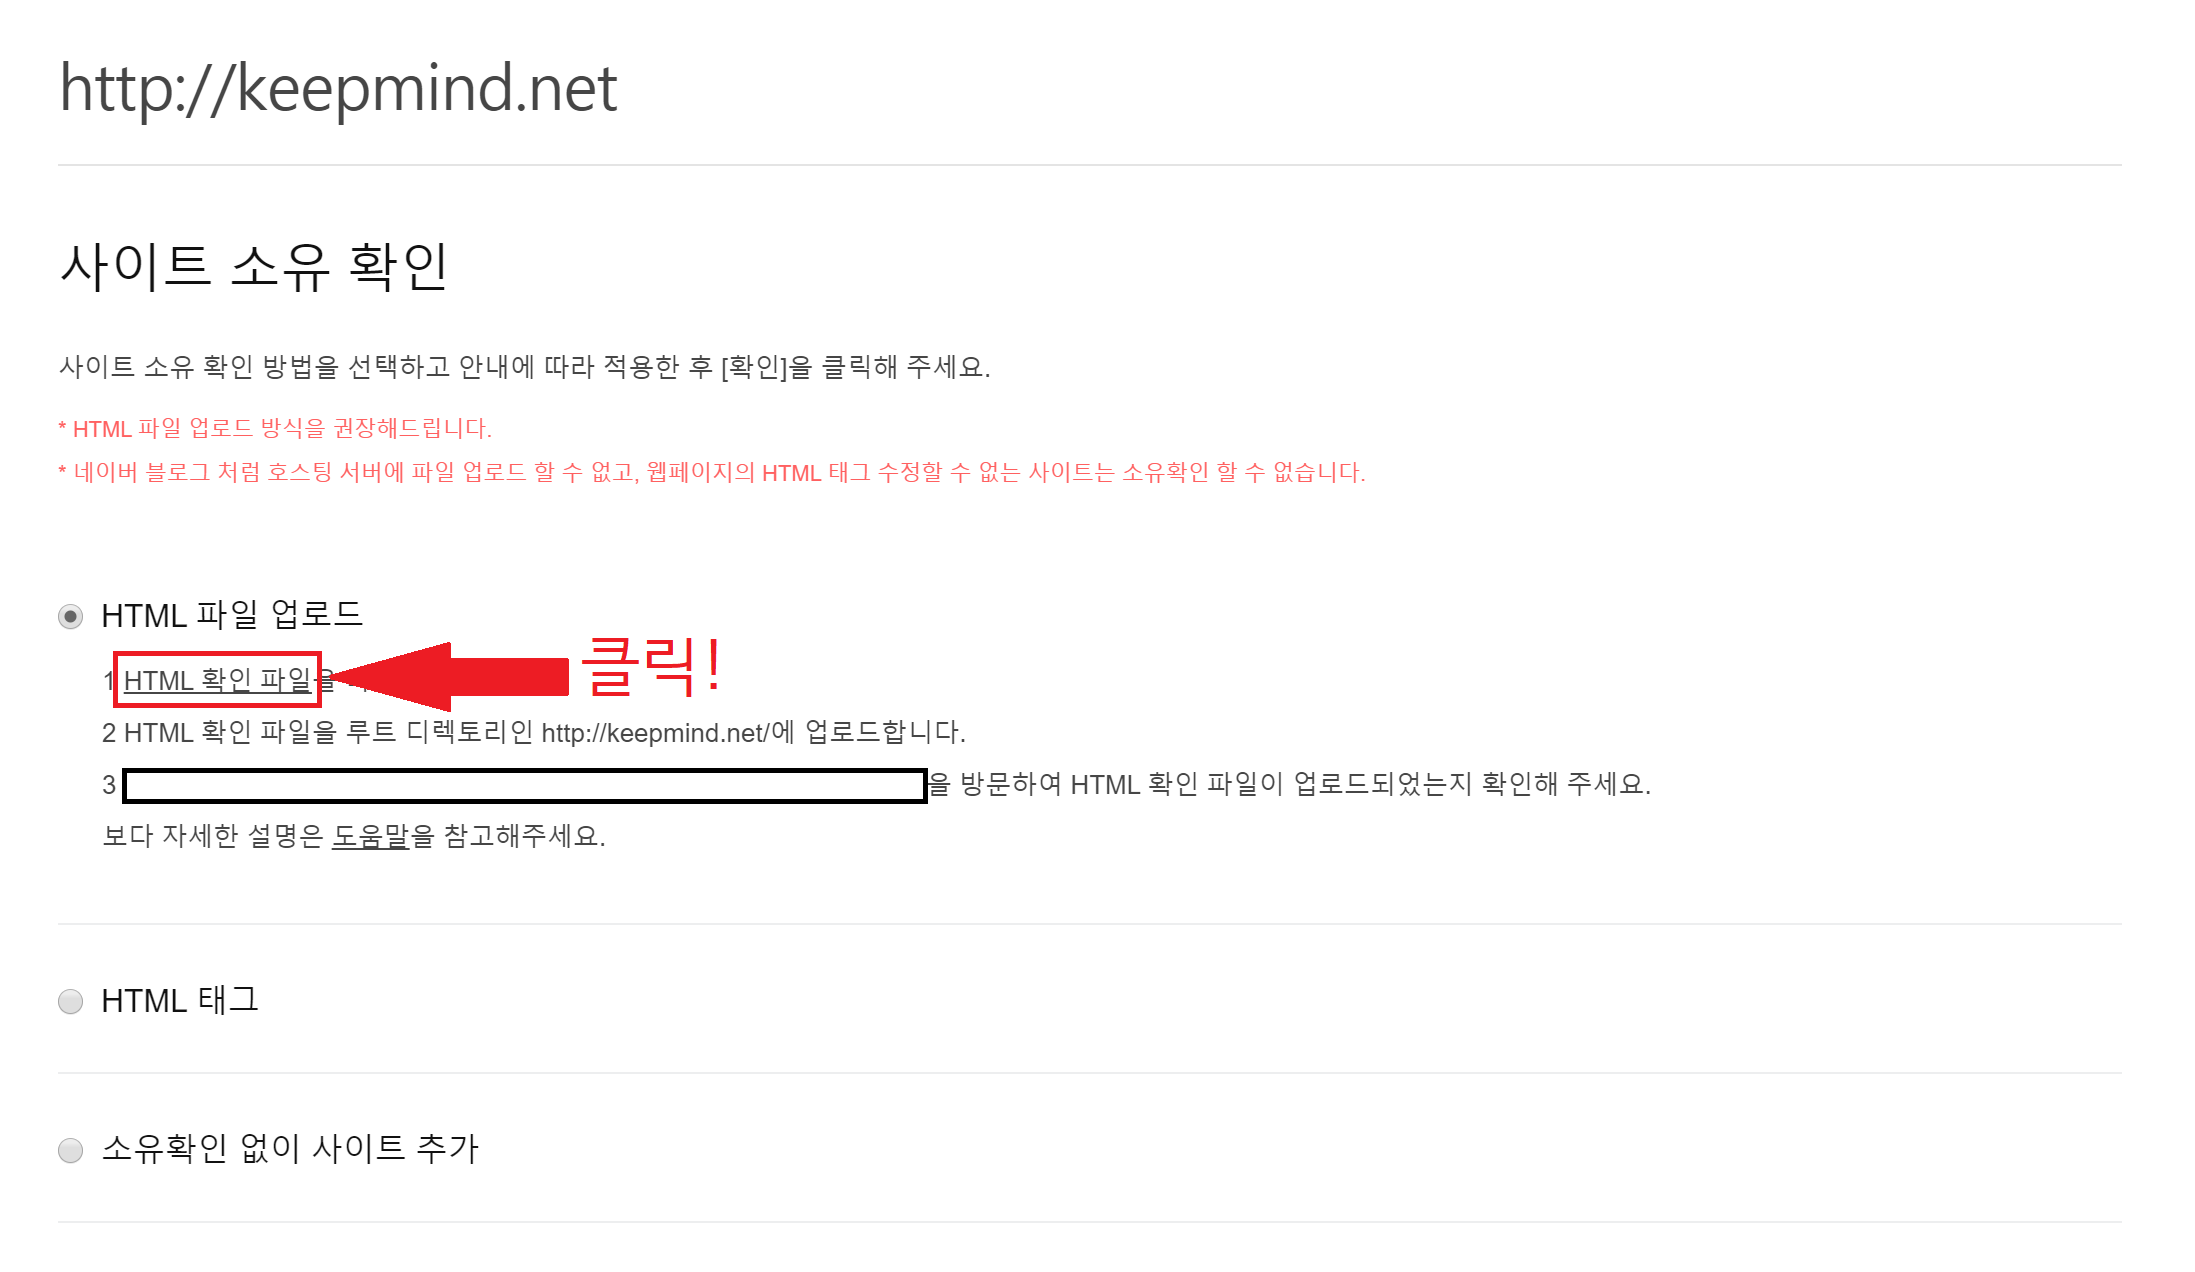 http://keepmind.net
사이트 소유 확인
사이트 소유 확인 방법을 선택하고 안내에 따라 적용한 후 [확인]을 클릭해 주세요.
* HTML 파일 업로드 방식을 권장해드립니다.
* 네이버 블로그 처럼 호스팅 서버에 파일 업로드 할 수 없고, 웹페이지의 HTML 태그 수정할 수 없는 사이트는 소유확인 할 수 없습니다.
HTML 파일 업로드
클릭!
1 HTML 확인 파일을
2 HTML 확인 파일을 루트 디렉토리인 http://keepmind.net/에 업로드합니다.
3 을 방문하여 HTML 확인 파일이 업로드되었는지 확인해 주세요.
보다 자세한 설명은 도움말을 참고해주세요.
HTML 태그
소유확인 없이 사이트 추가